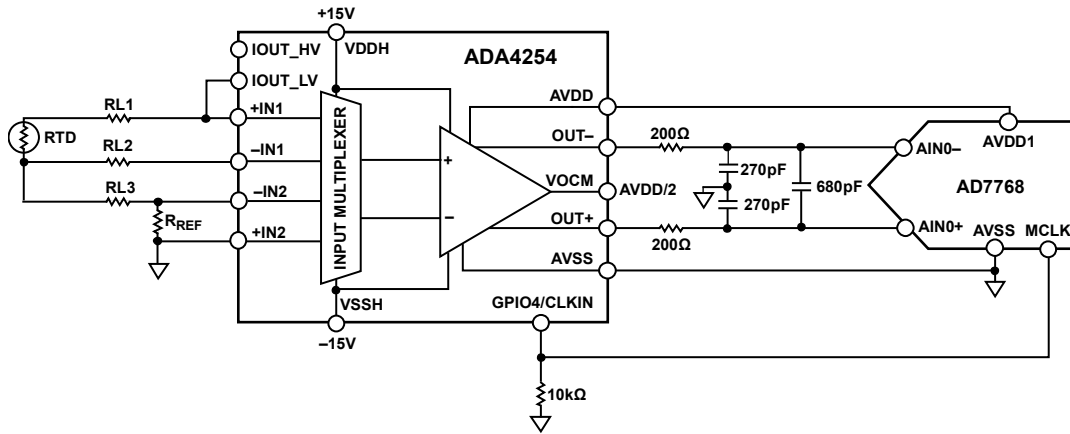 +15V
IOUT_HV
VDDH
ADA4254
IOUT_LV
AVDD
RL1
+IN1
OUT–
200Ω
AVDD1
AIN0–
RTD
RL2
–IN1
INPUT MULTIPLEXER
+
270pF
VOCM
AVDD/2
680pF
AD7768
RL3
–IN2
–
270pF
RREF
OUT+
AIN0+
+IN2
200Ω
AVSS
MCLK
AVSS
VSSH
GPIO4/CLKIN
–15V
10kΩ